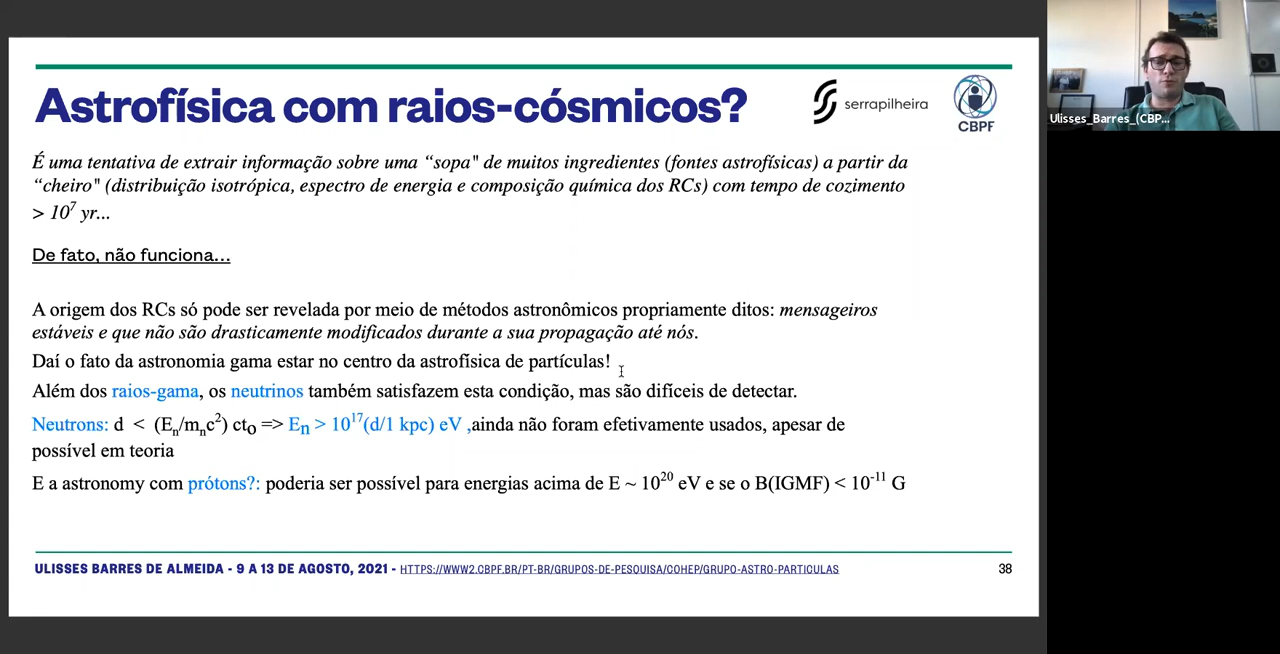 Astrofísica com raios-cósmicos?
serrapilheira
CBPF
Ulisses_Barres_(CBP...
É uma tentativa de extrair informação sobre uma “sopa" de muitos ingredientes (fontes astrofísicas) a partir da
“cheiro" (distribuição isotrópica, espectro de energia e composição química dos RCs) com tempo de cozimento
> 10⁷ yr...
De fato, não funciona...
A origem dos RCs só pode ser revelada por meio de métodos astronômicos propriamente ditos: mensageiros
estáveis e que não são drasticamente modificados durante a sua propagação até nós.
Daí o fato da astronomia gama estar no centro da astrofísica de partículas!
Além dos raios-gama, os neutrinos também satisfazem esta condição, mas são difíceis de detectar.
Neutrons: d < (Eₙ/mₙc²) ct₀ => Eₙ > 10¹⁷(d/1 kpc) eV ,ainda não foram efetivamente usados, apesar de
possível em teoria
E a astronomy com prótons?: poderia ser possível para energias acima de E ~ 10²⁰ eV e se o B(IGMF) < 10⁻¹¹ G
ULISSES BARRES DE ALMEIDA - 9 A 13 DE AGOSTO, 2021 - HTTPS://WWW2.CBPF.BR/PT-BR/GRUPOS-DE-PESQUISA/COHEP/GRUPO-ASTRO-PARTICULAS
38